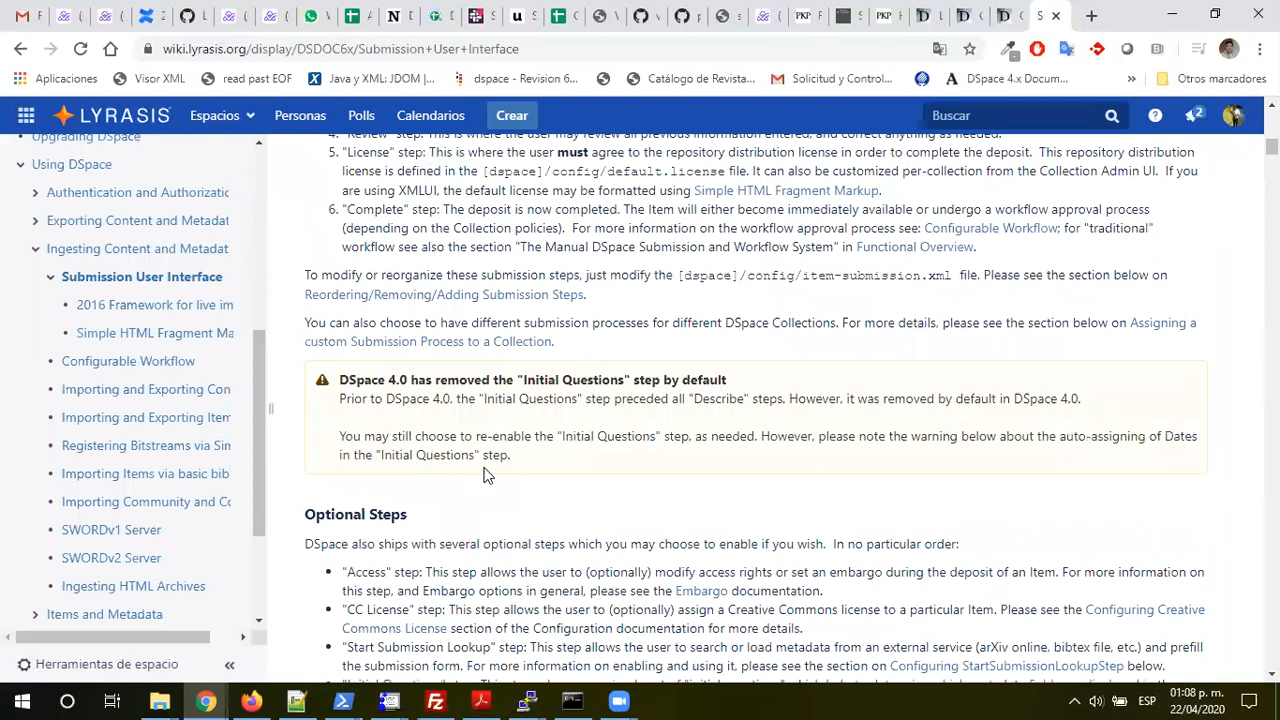 wiki.lyrasis.org/display/DSDOC6x/Submission+User+Interface
Aplicaciones
Visor XML
read past EOF
Java y XML: JDOM |...
dspace - Revision 6...
Catálogo de Revista...
Solicitud y Control...
DSpace 4.x Docum...
»
Otros marcadores
LYRASIS
Espacios
Personas
Polls
Calendarios
Crear
Buscar
2
Upgrading DSpace
Using DSpace
Authentication and Authorizatic
Exporting Content and Metadat
Ingesting Content and Metadat
Submission User Interface
2016 Framework for live im
Simple HTML Fragment Ma
Configurable Workflow
Importing and Exporting Con
Importing and Exporting Item
Registering Bitstreams via Sin
Importing Items via basic bib
Importing Community and Cc
SWORDv1 Server
SWORDv2 Server
Ingesting HTML Archives
Items and Metadata
Herramientas de espacio
«
4. "Review" step: This is where the user may review all previous information entered, and correct anything as needed.
5. "License" step: This is where the user must agree to the repository distribution license in order to complete the deposit. This repository distribution
license is defined in the [dspace]/config/default.license file. It can also be customized per-collection from the Collection Admin UI. If you
are using XMLUI, the default license may be formatted using Simple HTML Fragment Markup.
6. "Complete" step: The deposit is now completed. The Item will either become immediately available or undergo a workflow approval process
(depending on the Collection policies). For more information on the workflow approval process see: Configurable Workflow; for "traditional"
workflow see also the section "The Manual DSpace Submission and Workflow System" in Functional Overview.
To modify or reorganize these submission steps, just modify the [dspace]/config/item-submission.xml file. Please see the section below on
Reordering/Removing/Adding Submission Steps.
You can also choose to have different submission processes for different DSpace Collections. For more details, please see the section below on Assigning a
custom Submission Process to a Collection.
DSpace 4.0 has removed the "Initial Questions" step by default
Prior to DSpace 4.0, the "Initial Questions" step preceded all "Describe" steps. However, it was removed by default in DSpace 4.0.
You may still choose to re-enable the "Initial Questions" step, as needed. However, please note the warning below about the auto-assigning of Dates
in the "Initial Questions" step.
Optional Steps
DSpace also ships with several optional steps which you may choose to enable if you wish. In no particular order:
• "Access" step: This step allows the user to (optionally) modify access rights or set an embargo during the deposit of an Item. For more information on
this step, and Embargo options in general, please see the Embargo documentation.
• "CC License" step: This step allows the user to (optionally) assign a Creative Commons license to a particular Item. Please see the Configuring Creative
Commons License section of the Configuration documentation for more details.
• "Start Submission Lookup" step: This step allows the user to search or load metadata from an external service (arXiv online, bibtex file, etc.) and prefill
the submission form. For more information on enabling and using it, please see the section on Configuring StartSubmissionLookupStep below.
ESP
01:08 p. m.
22/04/2020